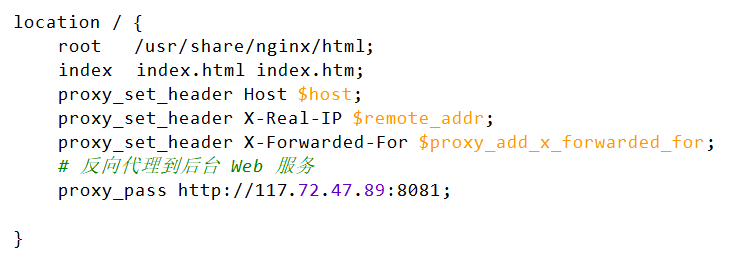 location / {
root /usr/share/nginx/html;
index index.html index.htm;
proxy_set_header Host $host;
proxy_set_header X-Real-IP $remote_addr;
proxy_set_header X-Forwarded-For $proxy_add_x_forwarded_for;
# 反向代理到后台 Web 服务
proxy_pass http://117.72.47.89:8081;
}